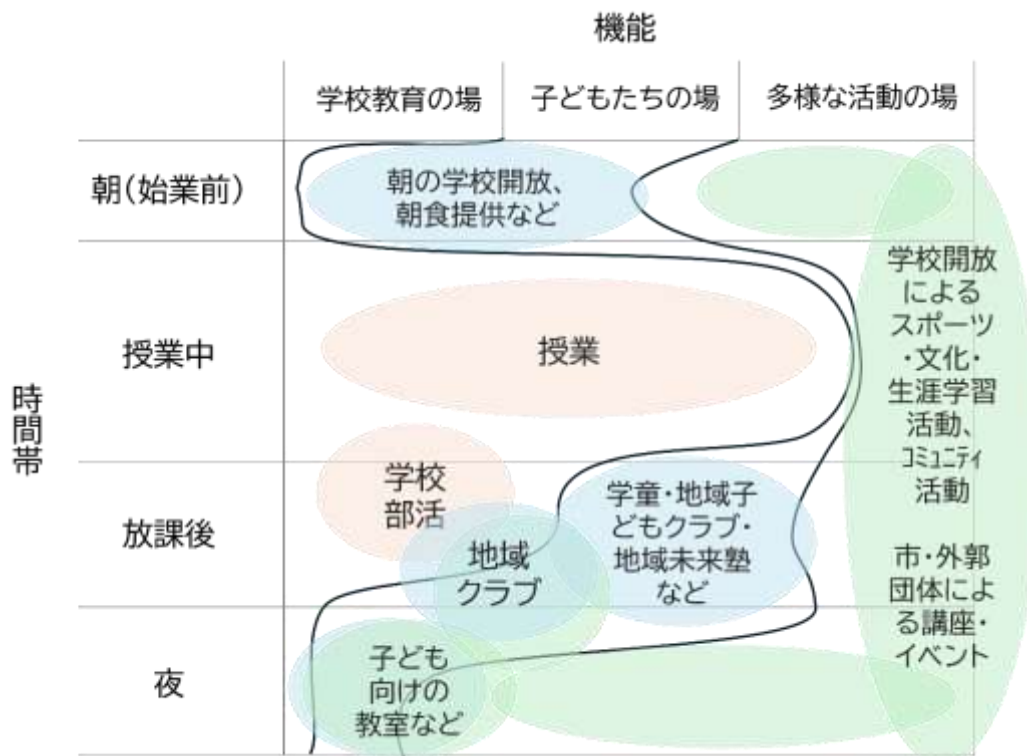 機能
学校教育の場
子どもたちの場
多様な活動の場
時間帯
朝(始業前)
朝の学校開放、
朝食提供など
授業中
授業
放課後
学校
部活
地域
クラブ
学童・地域子
どもクラブ・
地域未来塾
など
夜
子ども
向けの
教室など
学校開放
による
スポーツ
・文化・
生涯学習
活動、
コミュニティ
活動
市・外郭
団体によ
る講座・
イベント